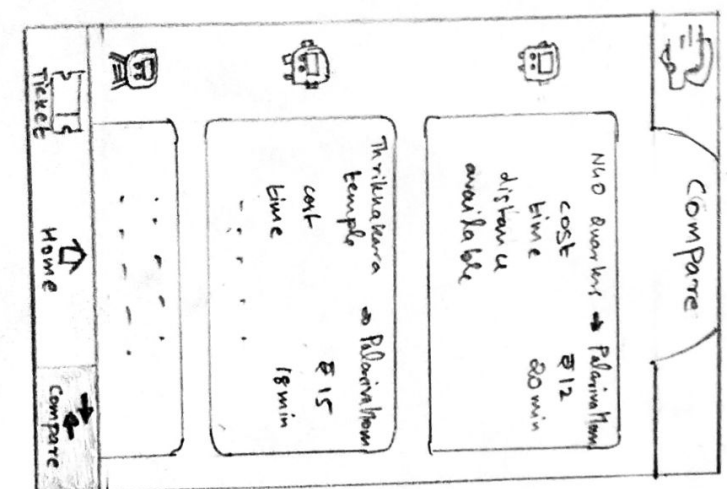 Compare
NGO Quarters → Palarivattom
cost ₹12
time 20 min
distance
available
Thrikkakara temple → Palarivattom
cost ₹15
time 18 min
Ticket
Home
Compare